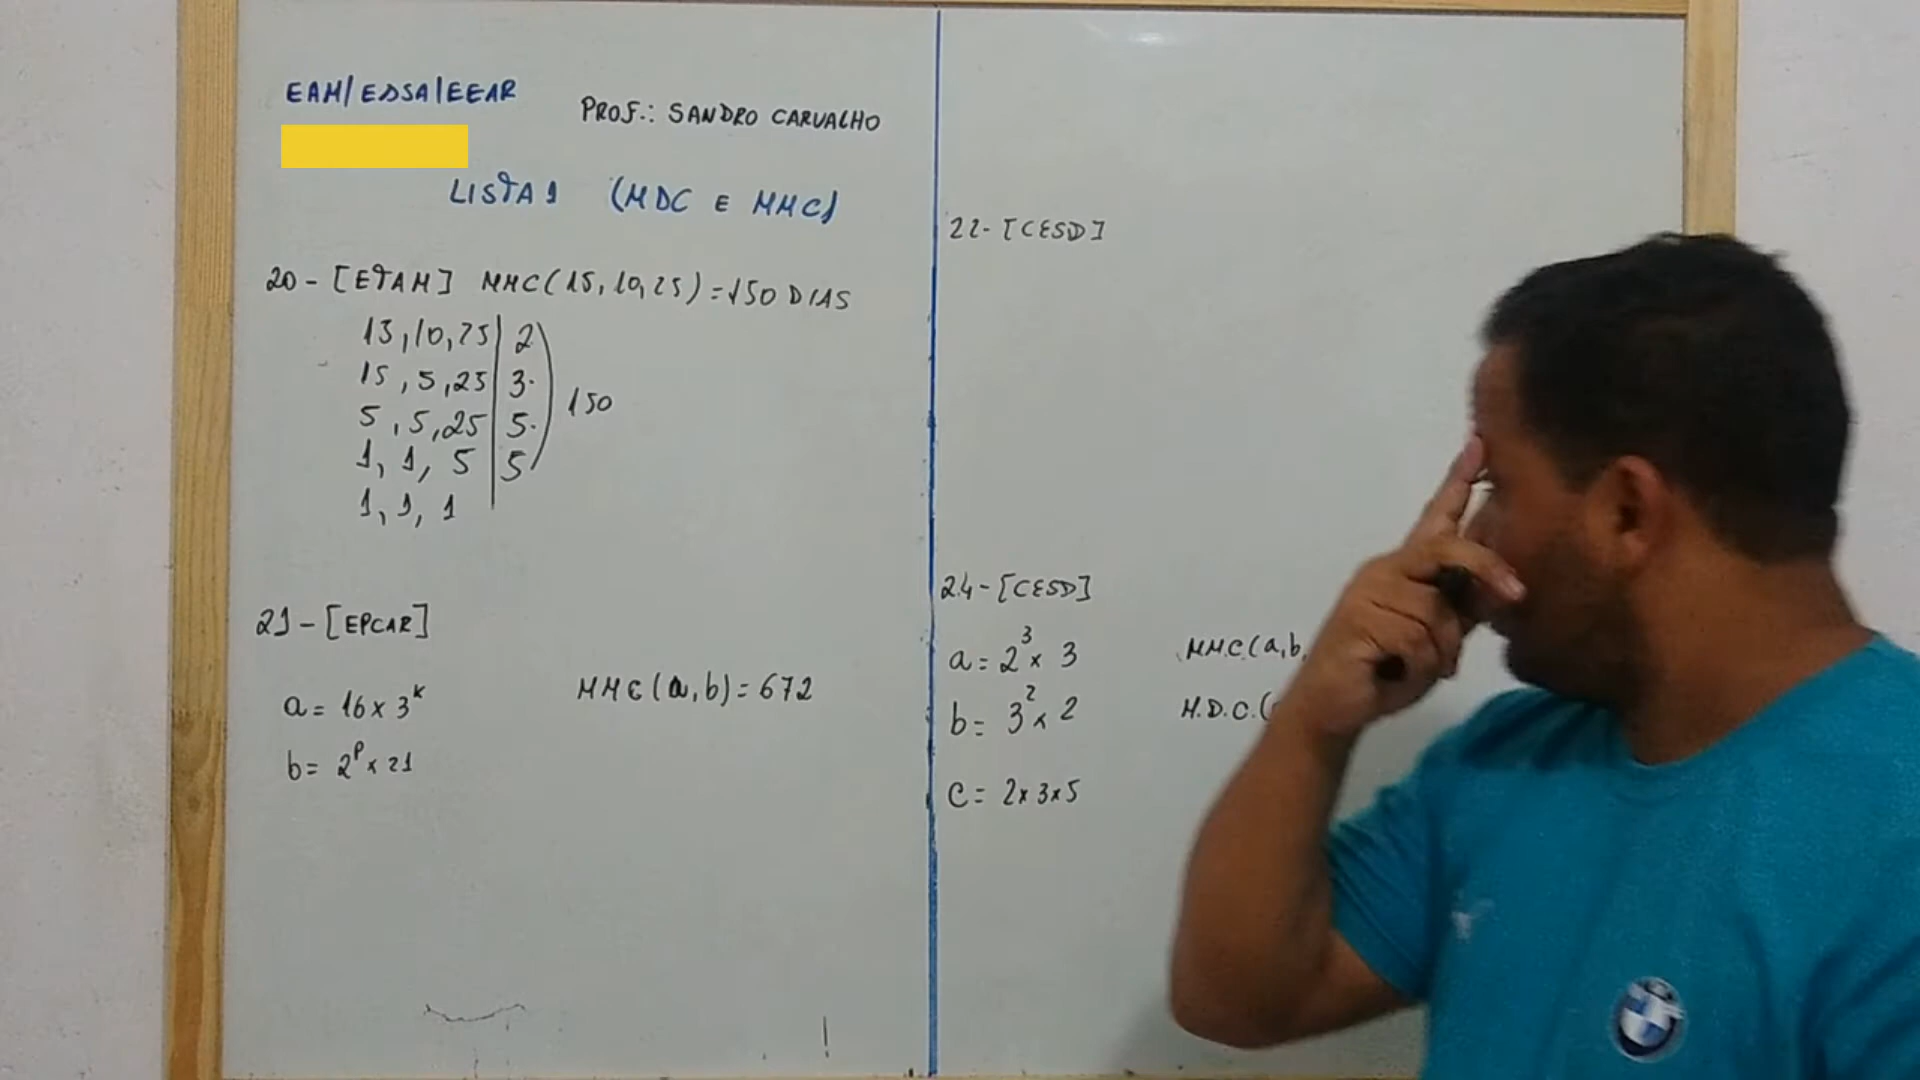 EAM/ESSA/EEAR
PROF.: SANDRO CARVALHO
LISTA 1 (MDC E MMC)
20 - [ETAM] MMC(15, 10, 25) = 150 DIAS
15, 10, 25 | 2
15, 5, 25 | 3
5, 5, 25 | 5
1, 1, 5 | 5
1, 1, 1
150
21 - [EPCAR]
a = 16 x 3^k
b = 2^p x 21
MMC(a, b) = 672
22 - [CESD]
24 - [CESD]
a = 2^3 x 3
b = 3^2 x 2
c = 2 x 3 x 5
M.M.C.(a, b,
M.D.C.(